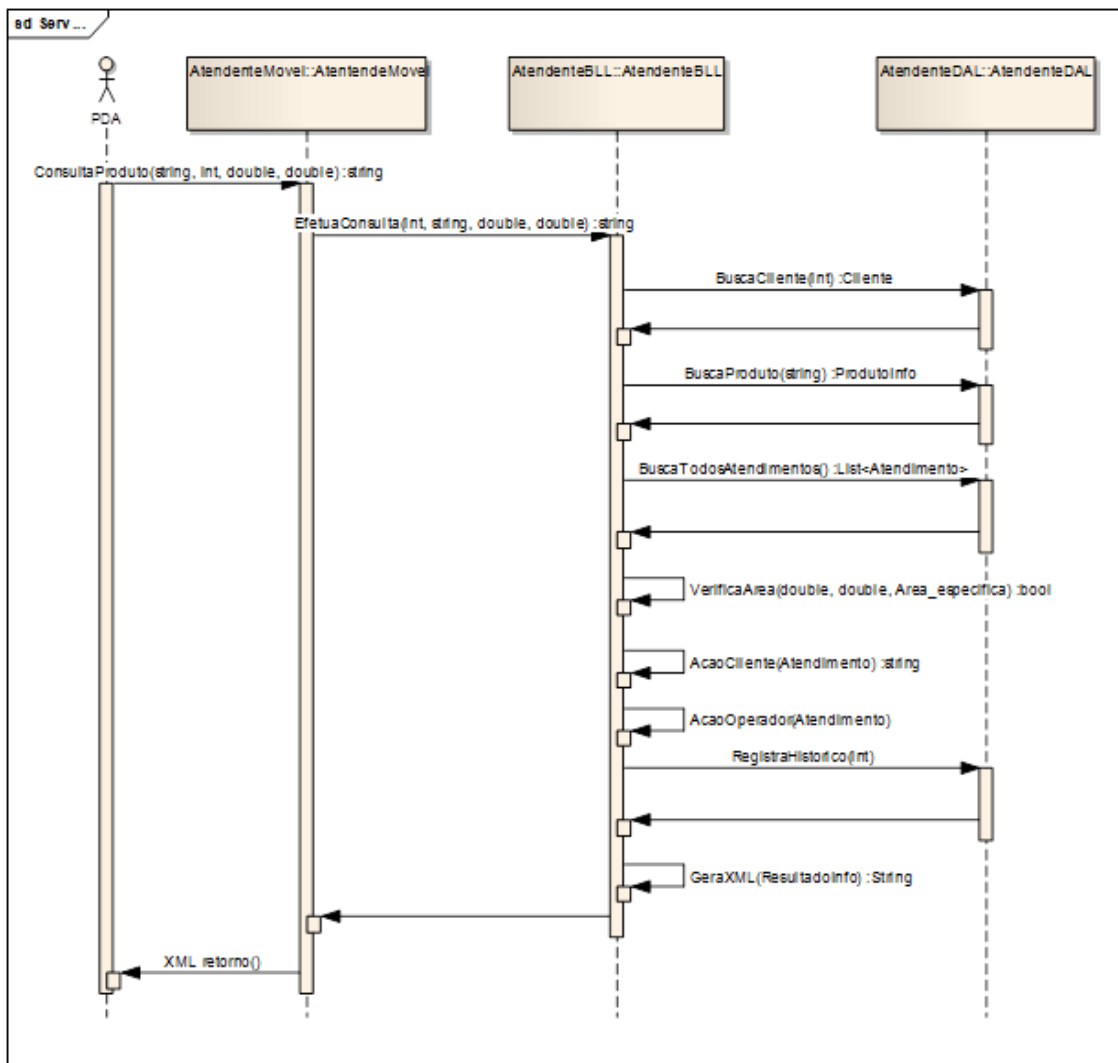 sd Serv...
PDA
AtendenteMovel::AtentendeMovel
AtendenteBLL::AtendenteBLL
AtendenteDAL::AtendenteDAL
ConsultaProduto(string, int, double, double) :string
EfetuaConsulta(int, string, double, double) :string
BuscaCliente(int) :Cliente
BuscaProduto(string) :ProdutoInfo
BuscaTodosAtendimentos() :List<Atendimento>
VerificaArea(double, double, Area_especifica) :bool
AcaoCliente(Atendimento) :string
AcaoOperador(Atendimento)
RegistraHistorico(int)
GeraXML(ResultadoInfo) :String
XML retorno()